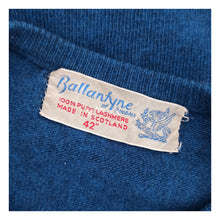 Ballantyne
of Peebles
100% PURE CASHMERE
MADE IN SCOTLAND
42"